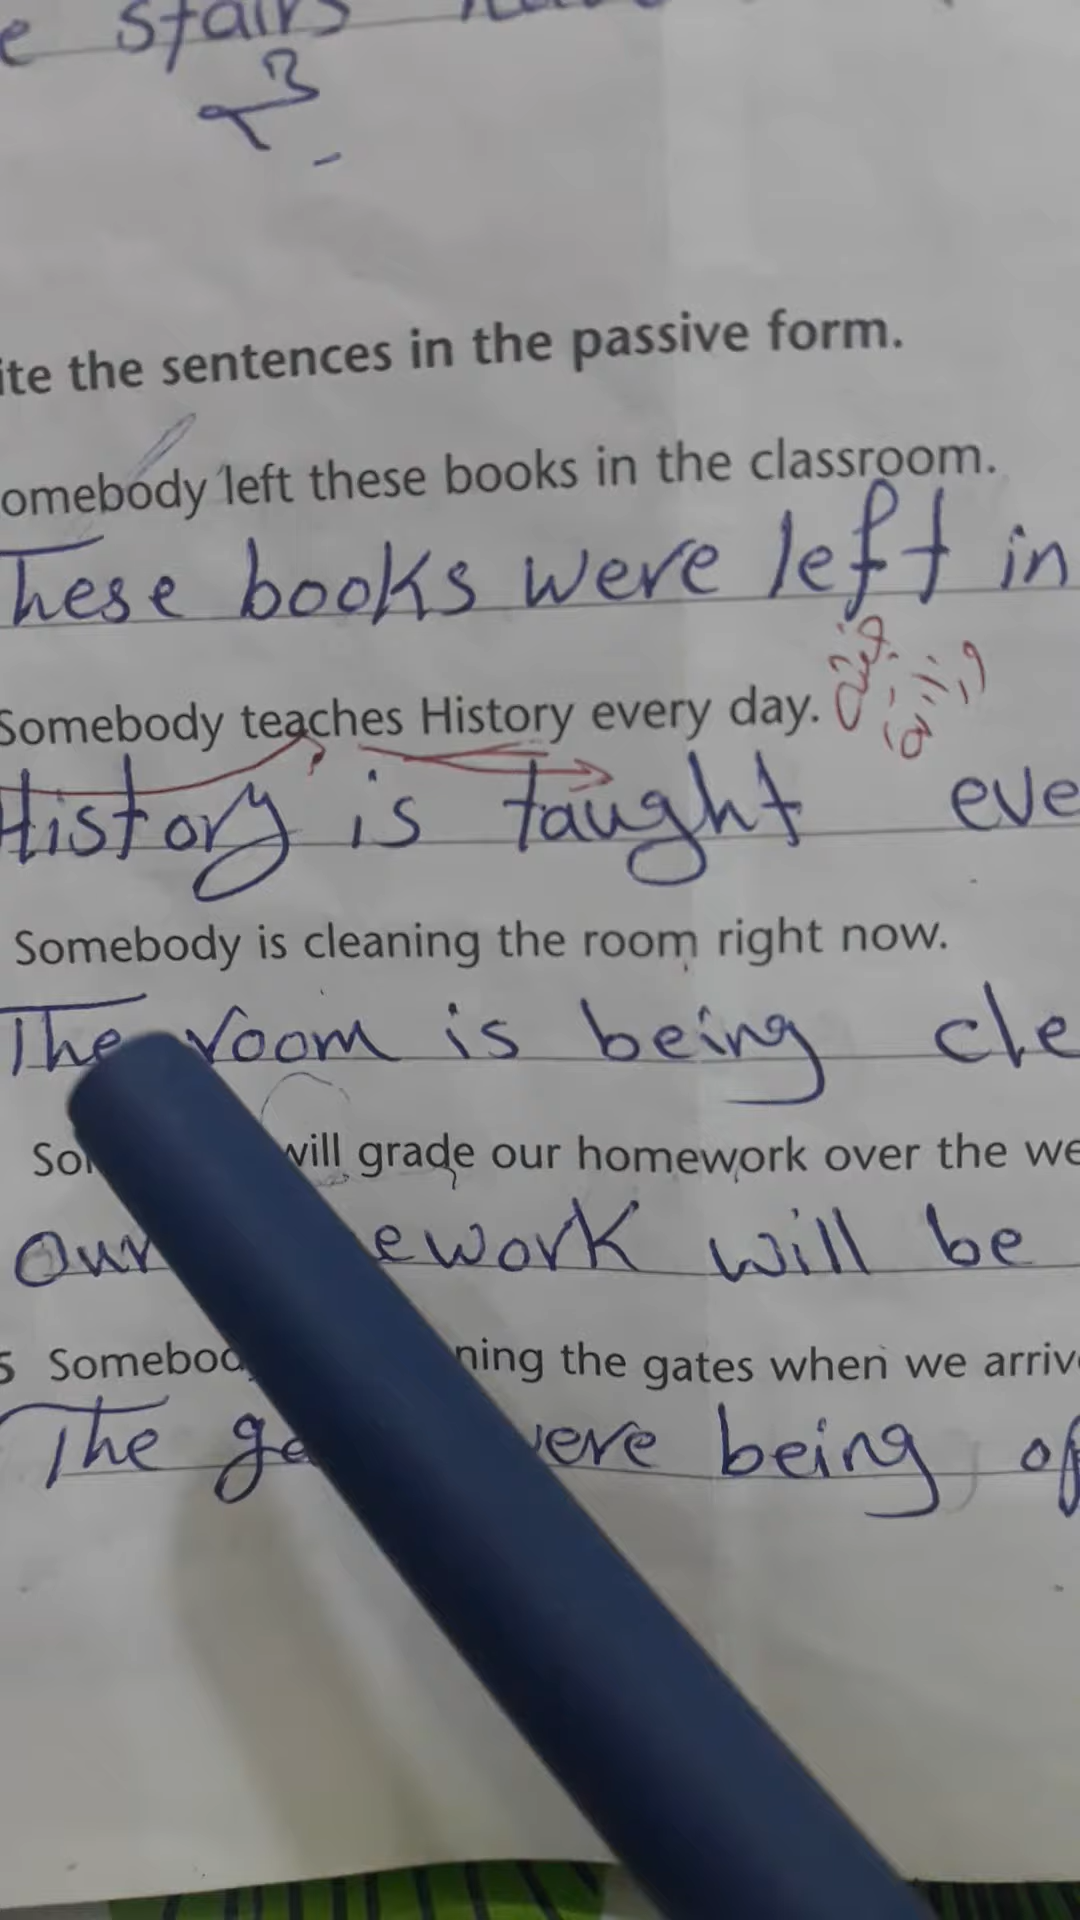 e stairs
ite the sentences in the passive form.
omebody left these books in the classroom.
These books were left in
Somebody teaches History every day.
History is taught eve
Somebody is cleaning the room right now.
The room is being cle
So will grade our homework over the we
Our ework will be
5 Somebod ning the gates when we arriv
The ga ere being op